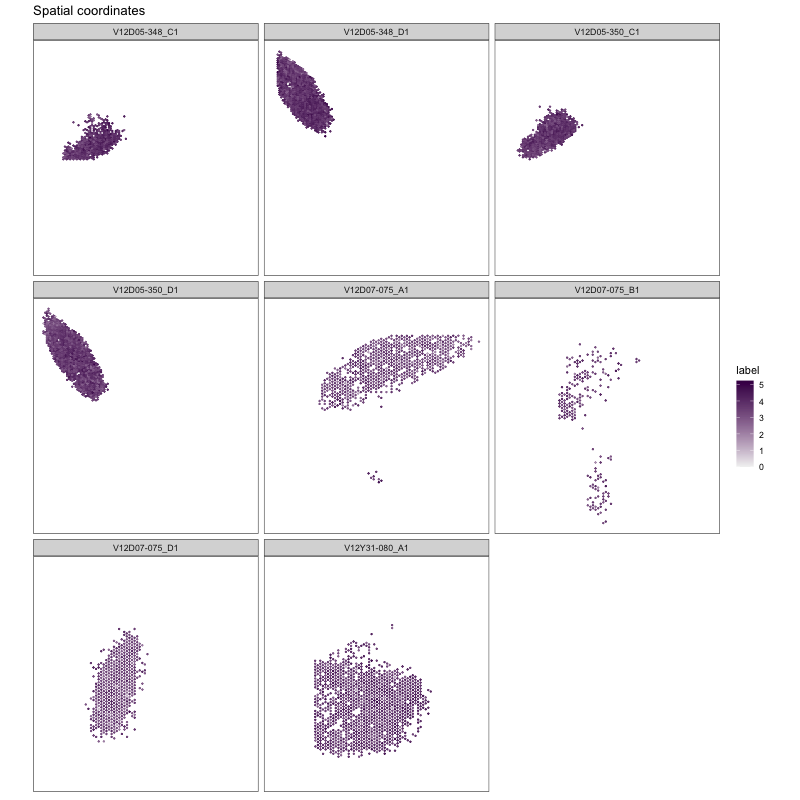 Spatial coordinates
V12D05-348_C1
V12D05-348_D1
V12D05-350_C1
V12D05-350_D1
V12D07-075_A1
V12D07-075_B1
label
5
4
3
2
1
0
V12D07-075_D1
V12Y31-080_A1